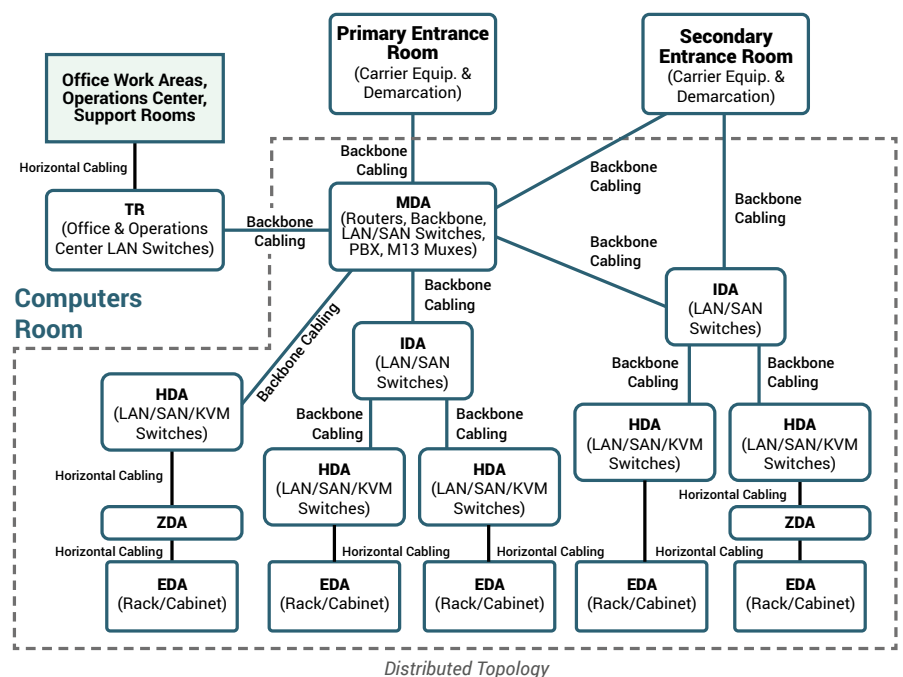 Primary Entrance
Room
(Carrier Equip. &
Demarcation)
Secondary
Entrance Room
(Carrier Equip. &
Demarcation)
Office Work Areas,
Operations Center,
Support Rooms
Horizontal Cabling
Backbone
Cabling
Backbone
Cabling
Backbone
Cabling
TR
(Office & Operations
Center LAN Switches)
Backbone
Cabling
MDA
(Routers, Backbone,
LAN/SAN Switches,
PBX, M13 Muxes)
Backbone
Cabling
Computers
Room
Backbone Cabling
Backbone
Cabling
IDA
(LAN/SAN
Switches)
IDA
(LAN/SAN
Switches)
Backbone
Cabling
Backbone
Cabling
HDA
(LAN/SAN/KVM
Switches)
Backbone
Cabling
Backbone
Cabling
HDA
(LAN/SAN/KVM
Switches)
HDA
(LAN/SAN/KVM
Switches)
HDA
(LAN/SAN/KVM
Switches)
HDA
(LAN/SAN/KVM
Switches)
Horizontal Cabling
Horizontal Cabling
ZDA
ZDA
Horizontal Cabling
Horizontal Cabling
Horizontal Cabling
Horizontal Cabling
EDA
(Rack/Cabinet)
EDA
(Rack/Cabinet)
EDA
(Rack/Cabinet)
EDA
(Rack/Cabinet)
EDA
(Rack/Cabinet)
Distributed Topology